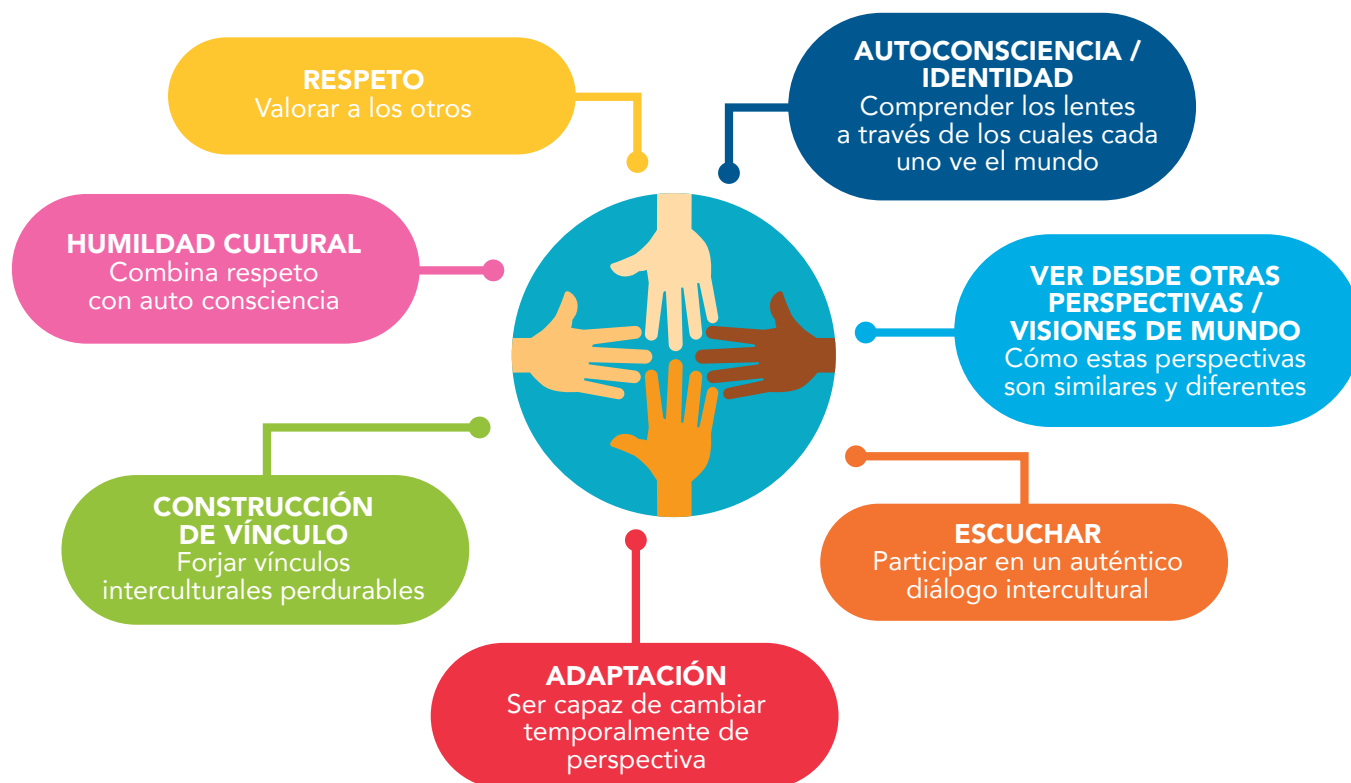 RESPETO
Valorar a los otros
AUTOCONSCIENCIA /
IDENTIDAD
Comprender los lentes
a través de los cuales cada
uno ve el mundo
VER DESDE OTRAS
PERSPECTIVAS /
VISIONES DE MUNDO
Cómo estas perspectivas
son similares y diferentes
ESCUCHAR
Participar en un auténtico
diálogo intercultural
ADAPTACIÓN
Ser capaz de cambiar
temporalmente de
perspectiva
CONSTRUCCIÓN
DE VÍNCULO
Forjar vínculos
interculturales perdurables
HUMILDAD CULTURAL
Combina respeto
con auto consciencia